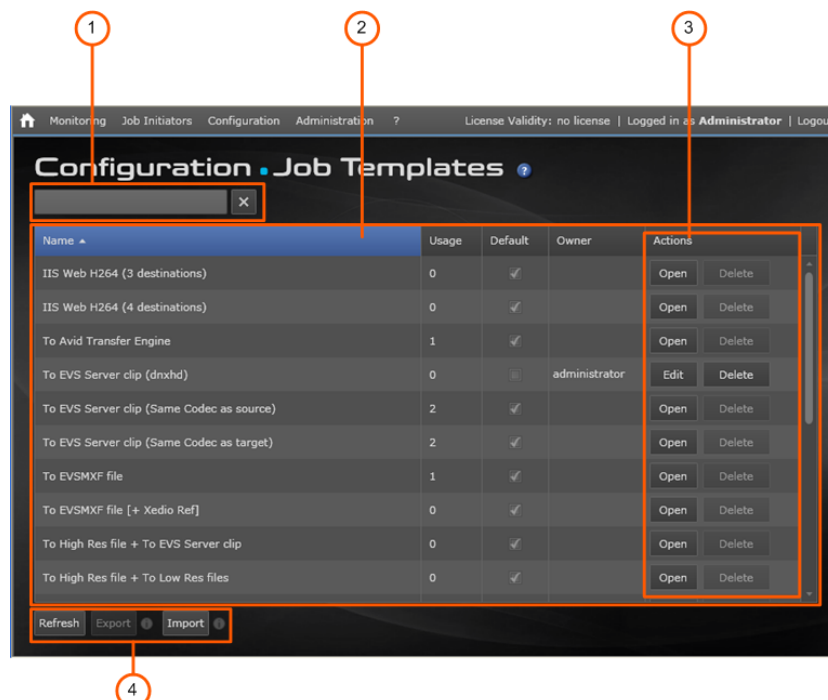 1 2 3
Monitoring Job Initiators Configuration Administration ? License Validity: no license | Logged in as Administrator | Logou
Configuration . Job Templates ?
X
Name Usage Default Owner Actions
IIS Web H264 (3 destinations) 0 Open Delete
IIS Web H264 (4 destinations) 0 Open Delete
To Avid Transfer Engine 1 Open Delete
To EVS Server clip (dnxhd) 0 administrator Edit Delete
To EVS Server clip (Same Codec as source) 2 Open Delete
To EVS Server clip (Same Codec as target) 2 Open Delete
To EVSMXF file 1 Open Delete
To EVSMXF file [+ Xedio Ref] 0 Open Delete
To High Res file + To EVS Server clip 0 Open Delete
To High Res file + To Low Res files 0 Open Delete
Refresh Export i Import i
4